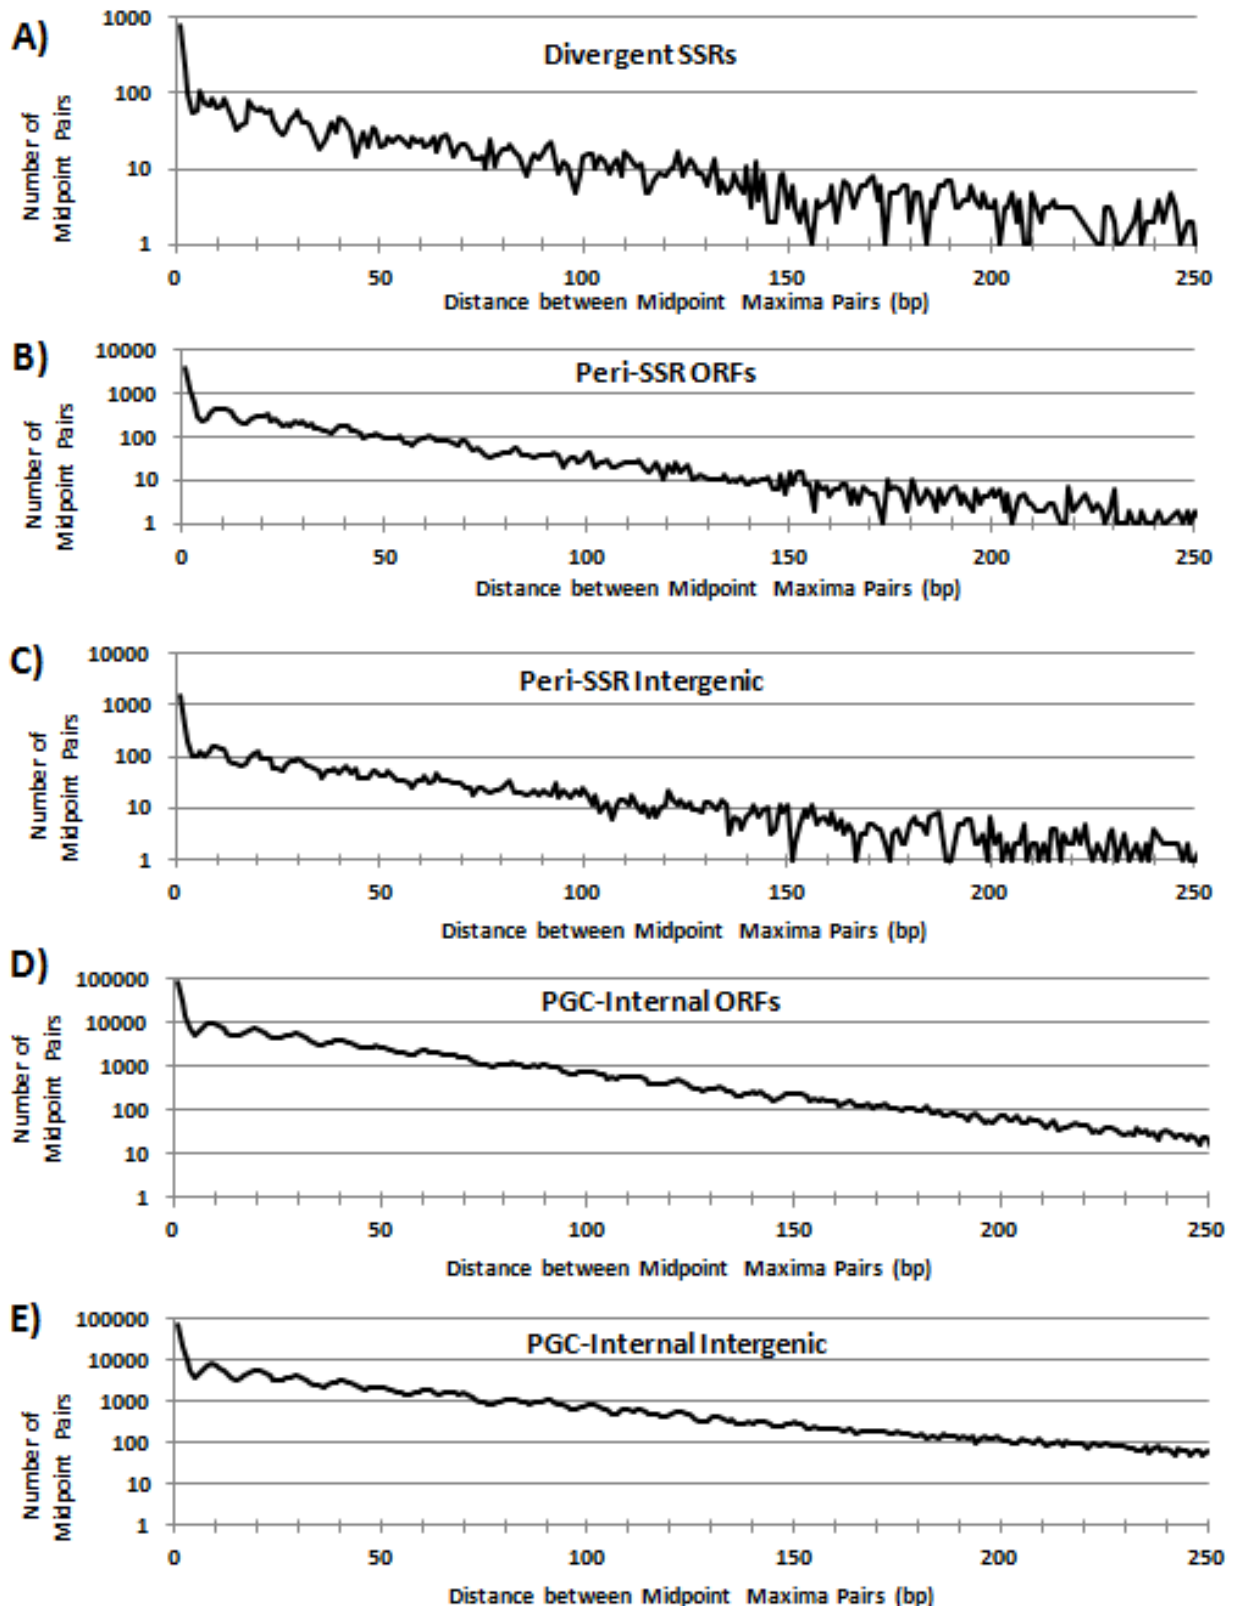 A)
Divergent SSRs
Number of
Midpoint Pairs
1000
100
10
1
0 50 100 150 200 250
Distance between Midpoint Maxima Pairs (bp)
B)
Peri-SSR ORFs
Number of
Midpoint Pairs
10000
1000
100
10
1
0 50 100 150 200 250
Distance between Midpoint Maxima Pairs (bp)
C)
Peri-SSR Intergenic
Number of
Midpoint Pairs
10000
1000
100
10
1
0 50 100 150 200 250
Distance between Midpoint Maxima Pairs (bp)
D)
PGC-Internal ORFs
Number of
Midpoint Pairs
100000
10000
1000
100
10
1
0 50 100 150 200 250
Distance between Midpoint Maxima Pairs (bp)
E)
PGC-Internal Intergenic
Number of
Midpoint Pairs
100000
10000
1000
100
10
1
0 50 100 150 200 250
Distance between Midpoint Maxima Pairs (bp)